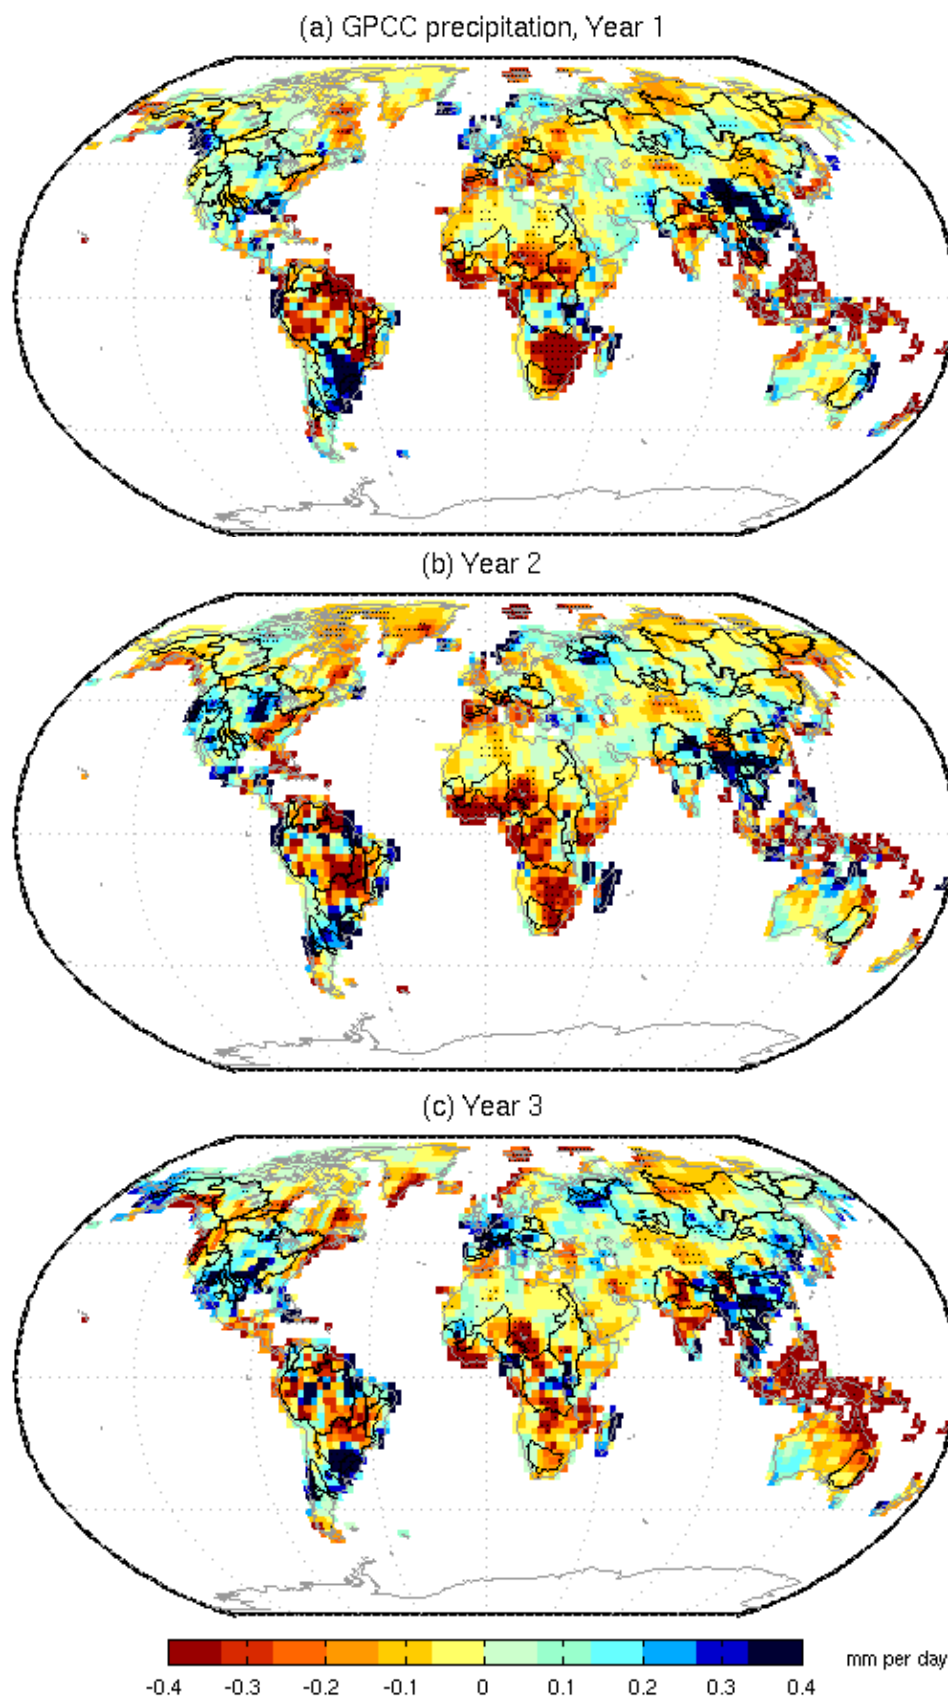 (a) GPCC precipitation, Year 1
(b) Year 2
(c) Year 3
mm per day
-0.4 -0.3 -0.2 -0.1 0 0.1 0.2 0.3 0.4